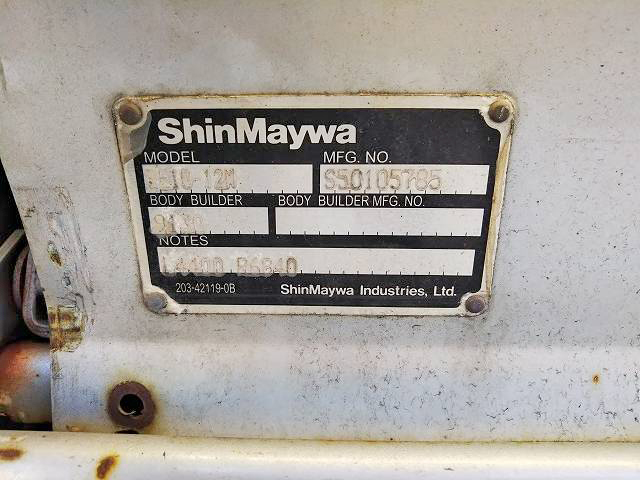 ShinMaywa
MODEL MFG. NO.
S50105785
BODY BUILDER BODY BUILDER MFG. NO.
NOTES
203-42119-0B ShinMaywa Industries, Ltd.